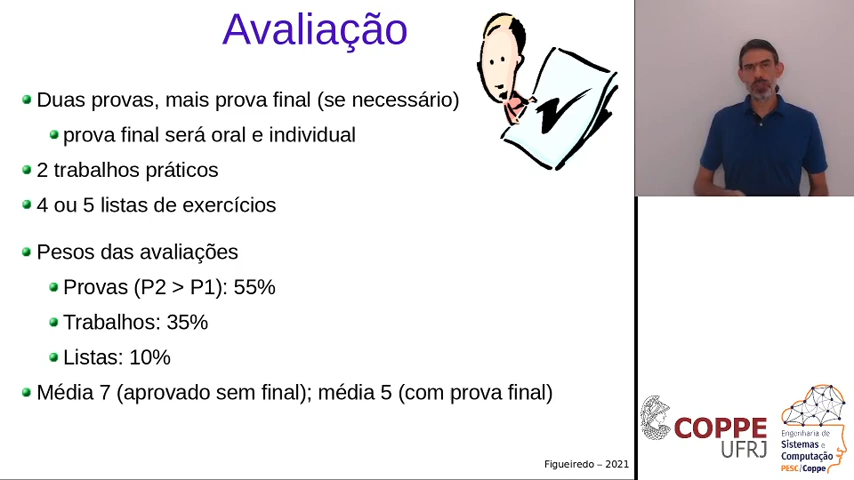 Avaliação
Duas provas, mais prova final (se necessário)
prova final será oral e individual
2 trabalhos práticos
4 ou 5 listas de exercícios
Pesos das avaliações
Provas (P2 > P1): 55%
Trabalhos: 35%
Listas: 10%
Média 7 (aprovado sem final); média 5 (com prova final)
Figueiredo – 2021
COPPE
UFRJ
Engenharia de
Sistemas e
Computação
PESC/Coppe